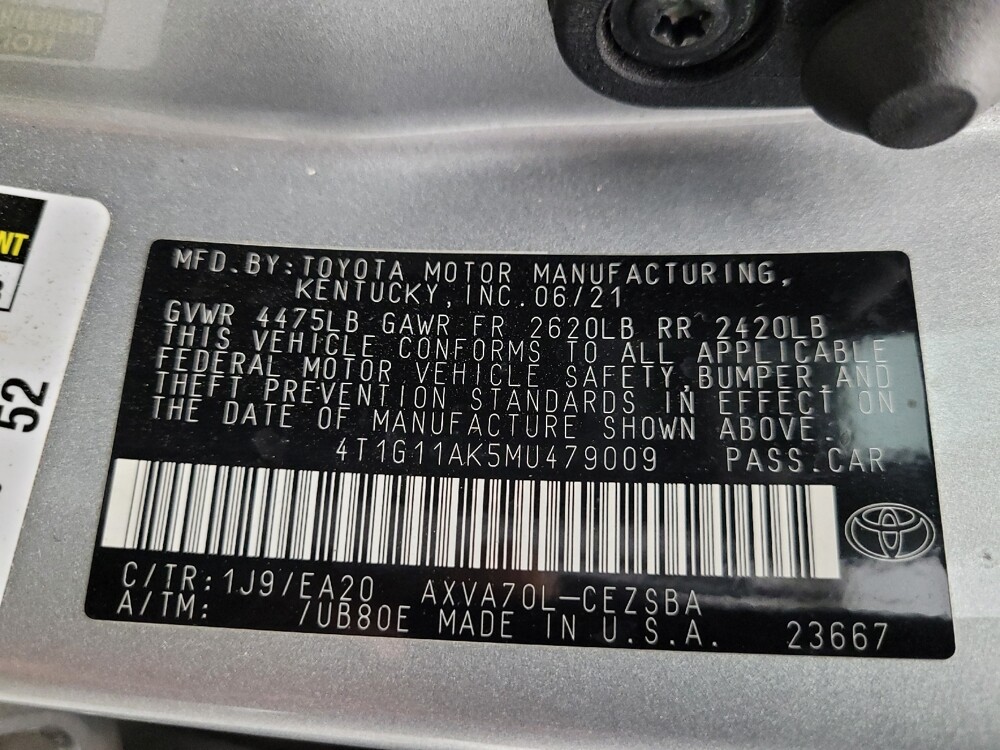 NT
52
MFD.BY:TOYOTA MOTOR MANUFACTURING,
KENTUCKY,INC.06/21
GVWR 4475LB GAWR FR 2620LB RR 2420LB
THIS VEHICLE CONFORMS TO ALL APPLICABLE
FEDERAL MOTOR VEHICLE SAFETY,BUMPER,AND
THEFT PREVENTION STANDARDS IN EFFECT ON
THE DATE OF MANUFACTURE SHOWN ABOVE.
4T1G11AK5MU479009 PASS.CAR
C/TR:1J9/EA20 AXVA70L-CEZSBA
A/TM: /UB80E MADE IN U.S.A. 23667